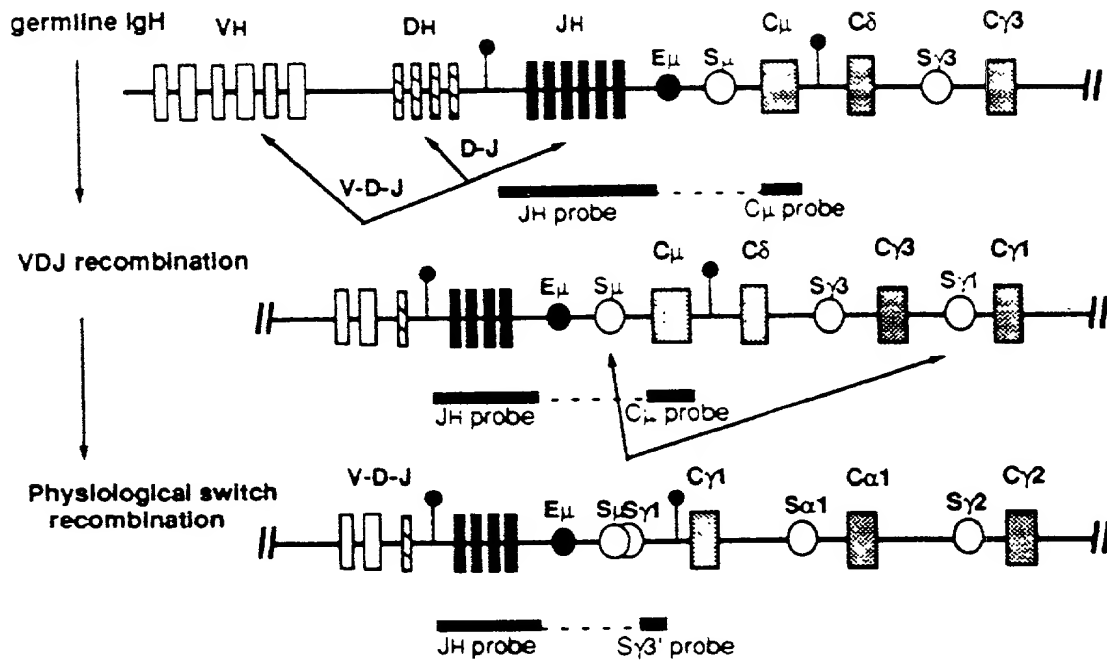 germline IgH
VH DH JH Cμ Cδ Cγ3
Eμ Sμ Sγ3
D-J
V-D-J
JH probe Cμ probe
VDJ recombination
Cμ Cδ Cγ3 Cγ1
Eμ Sμ Sγ3 Sγ1
JH probe Cμ probe
Physiological switch
recombination
V-D-J Cγ1 Cα1 Cγ2
Eμ SμSγ1 Sα1 Sγ2
JH probe Sγ3' probe